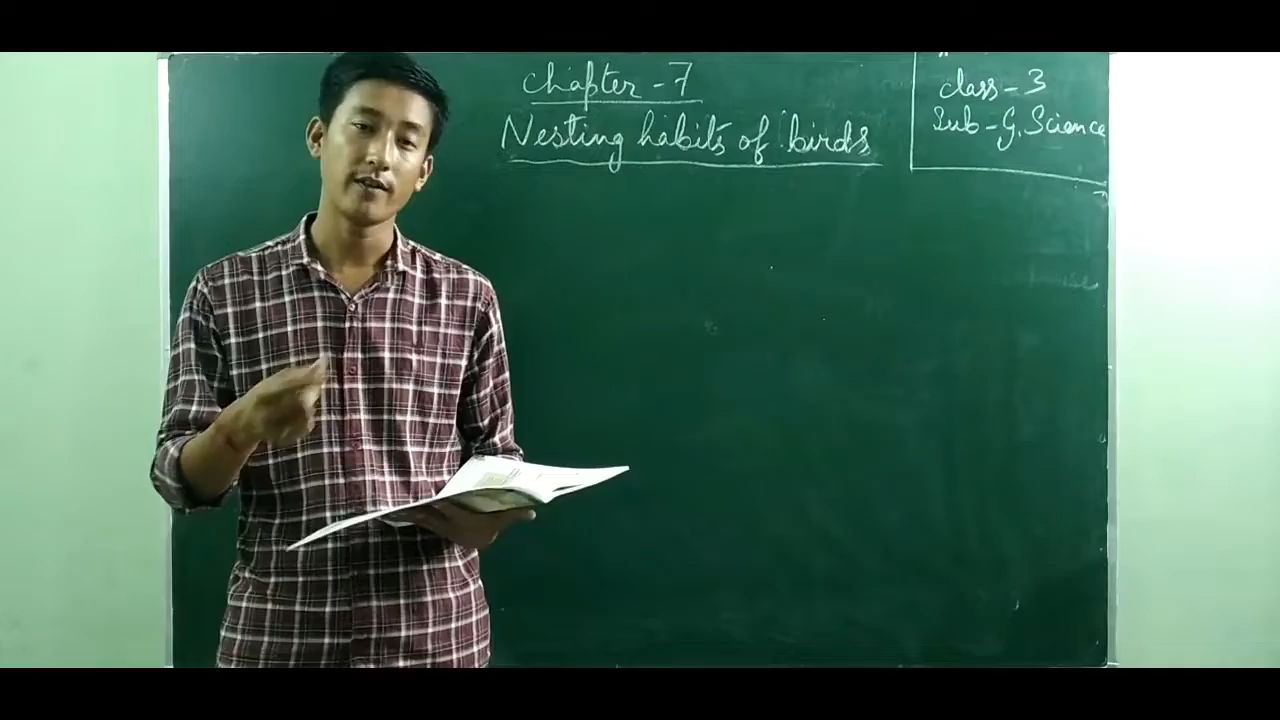 chapter - 7
Nesting habits of birds
class - 3
Sub - G. Science